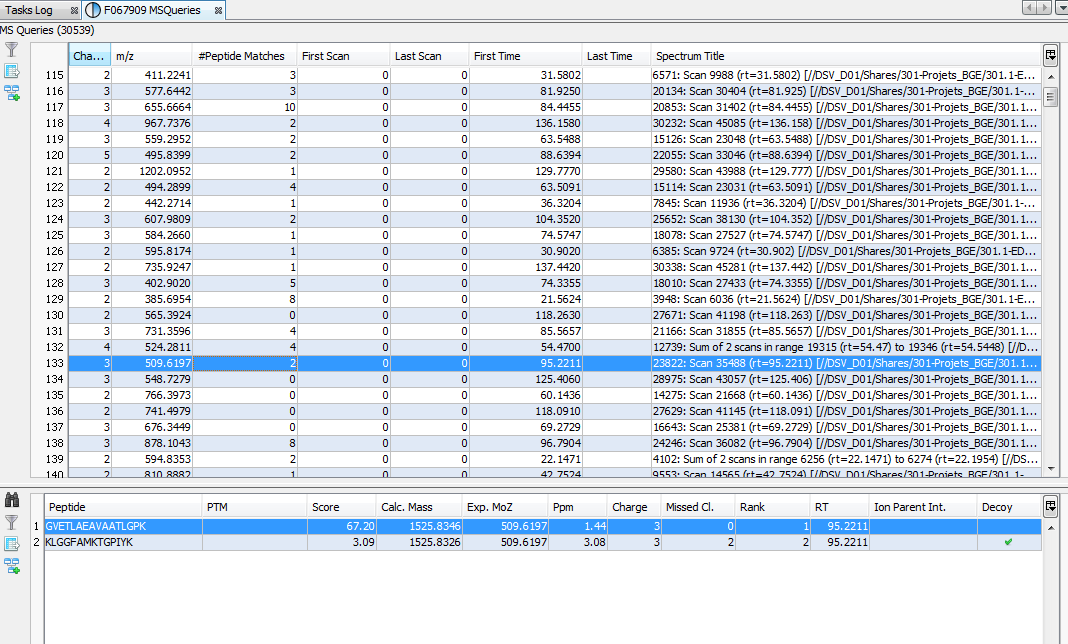 Tasks Log F067909 MSQueries
MS Queries (30539)
Cha... m/z #Peptide Matches First Scan Last Scan First Time Last Time Spectrum Title
115 2 411.2241 3 0 0 31.5802 6571: Scan 9988 (rt=31.5802) [//DSV_D01/Shares/301-Projets_BGE/301.1-E...
116 3 577.6442 3 0 0 81.9250 20134: Scan 30404 (rt=81.925) [//DSV_D01/Shares/301-Projets_BGE/301.1-...
117 3 655.6664 10 0 0 84.4455 20853: Scan 31402 (rt=84.4455) [//DSV_D01/Shares/301-Projets_BGE/301.1...
118 4 967.7376 2 0 0 136.1580 30232: Scan 45085 (rt=136.158) [//DSV_D01/Shares/301-Projets_BGE/301.1...
119 3 559.2952 2 0 0 63.5488 15126: Scan 23048 (rt=63.5488) [//DSV_D01/Shares/301-Projets_BGE/301.1...
120 5 495.8399 2 0 0 88.6394 22055: Scan 33046 (rt=88.6394) [//DSV_D01/Shares/301-Projets_BGE/301.1...
121 2 1202.0952 1 0 0 129.7770 29580: Scan 43988 (rt=129.777) [//DSV_D01/Shares/301-Projets_BGE/301.1...
122 2 494.2899 4 0 0 63.5091 15114: Scan 23031 (rt=63.5091) [//DSV_D01/Shares/301-Projets_BGE/301.1...
123 2 442.2714 1 0 0 36.3204 7845: Scan 11936 (rt=36.3204) [//DSV_D01/Shares/301-Projets_BGE/301.1-...
124 3 607.9809 2 0 0 104.3520 25652: Scan 38130 (rt=104.352) [//DSV_D01/Shares/301-Projets_BGE/301.1...
125 3 584.2660 1 0 0 74.5747 18078: Scan 27527 (rt=74.5747) [//DSV_D01/Shares/301-Projets_BGE/301.1...
126 2 595.8174 1 0 0 30.9020 6385: Scan 9724 (rt=30.902) [//DSV_D01/Shares/301-Projets_BGE/301.1-ED...
127 2 735.9247 1 0 0 137.4420 30338: Scan 45281 (rt=137.442) [//DSV_D01/Shares/301-Projets_BGE/301.1...
128 3 402.9020 5 0 0 74.3355 18010: Scan 27433 (rt=74.3355) [//DSV_D01/Shares/301-Projets_BGE/301.1...
129 2 385.6954 8 0 0 21.5624 3948: Scan 6036 (rt=21.5624) [//DSV_D01/Shares/301-Projets_BGE/301.1-E...
130 2 565.3924 0 0 0 118.2630 27671: Scan 41198 (rt=118.263) [//DSV_D01/Shares/301-Projets_BGE/301.1...
131 3 731.3596 4 0 0 85.5657 21166: Scan 31855 (rt=85.5657) [//DSV_D01/Shares/301-Projets_BGE/301.1...
132 4 524.2811 4 0 0 54.4700 12739: Sum of 2 scans in range 19315 (rt=54.47) to 19346 (rt=54.5448) [//D...
133 3 509.6197 2 0 0 95.2211 23822: Scan 35488 (rt=95.2211) [//DSV_D01/Shares/301-Projets_BGE/301.1...
134 3 548.7279 0 0 0 125.4060 28975: Scan 43057 (rt=125.406) [//DSV_D01/Shares/301-Projets_BGE/301.1...
135 2 766.3973 0 0 0 60.1436 14275: Scan 21668 (rt=60.1436) [//DSV_D01/Shares/301-Projets_BGE/301.1...
136 2 741.4979 0 0 0 118.0910 27629: Scan 41145 (rt=118.091) [//DSV_D01/Shares/301-Projets_BGE/301.1...
137 3 676.3449 0 0 0 69.2729 16643: Scan 25381 (rt=69.2729) [//DSV_D01/Shares/301-Projets_BGE/301.1...
138 3 878.1043 8 0 0 96.7904 24246: Scan 36082 (rt=96.7904) [//DSV_D01/Shares/301-Projets_BGE/301.1...
139 2 594.8353 2 0 0 22.1471 4102: Sum of 2 scans in range 6256 (rt=22.1471) to 6274 (rt=22.1954) [//DS...
140 2 810.8882 1 0 0 42.7524 9553: Scan 14565 (rt=42.7524) [//DSV_D01/Shares/301-Projets_BGE/301.1-...
Peptide PTM Score Calc. Mass Exp. MoZ Ppm Charge Missed Cl. Rank RT Ion Parent Int. Decoy
1 GVETLAEAVAATLGPK 67.20 1525.8346 509.6197 1.44 3 0 1 95.2211
2 KLGGFAMKTGPIYK 3.09 1525.8326 509.6197 3.08 3 2 2 95.2211